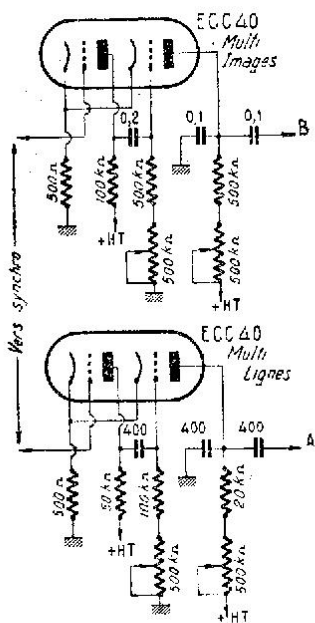 ECC40
Multi
Images
0,2
0,1
0,1
B
500Ω
100kΩ
500kΩ
500kΩ
+HT
500kΩ
500kΩ
+HT
Vers synchro
ECC40
Multi
Lignes
400
400
400
A
500Ω
50kΩ
100kΩ
20kΩ
+HT
500kΩ
500kΩ
+HT